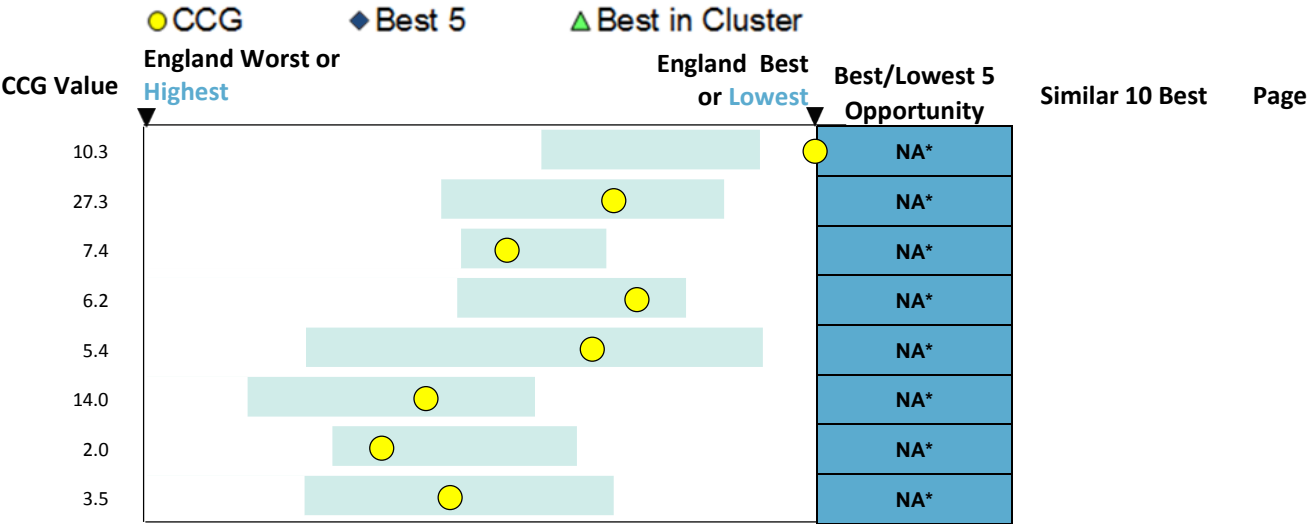 CCG Best 5 Best in Cluster
CCG Value England Worst or Highest England Best or Lowest Best/Lowest 5 Opportunity Similar 10 Best Page
10.3 NA*
27.3 NA*
7.4 NA*
6.2 NA*
5.4 NA*
14.0 NA*
2.0 NA*
3.5 NA*